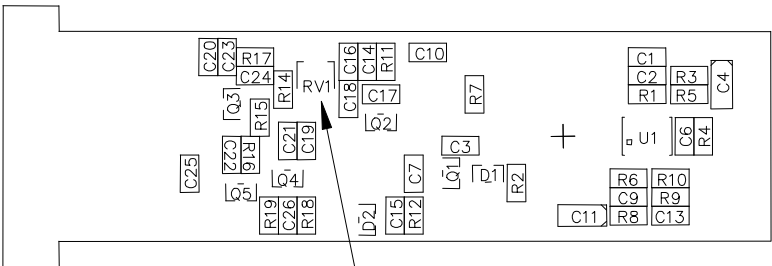 C20 C23 R17 C24 R14 RV1 C16 C14 R11 C10 C1
C18 C17 R7 C2 R3 C4
R1 R5
Q3 R15 Q2
C21 C19 C3 U1 C6 R4
C22 R16
C25 Q4 C7 Q1 D1 R2 R6 R10
Q5 C9 R9
R19 C26 R18 D2 C15 R12 C11 R8 C13